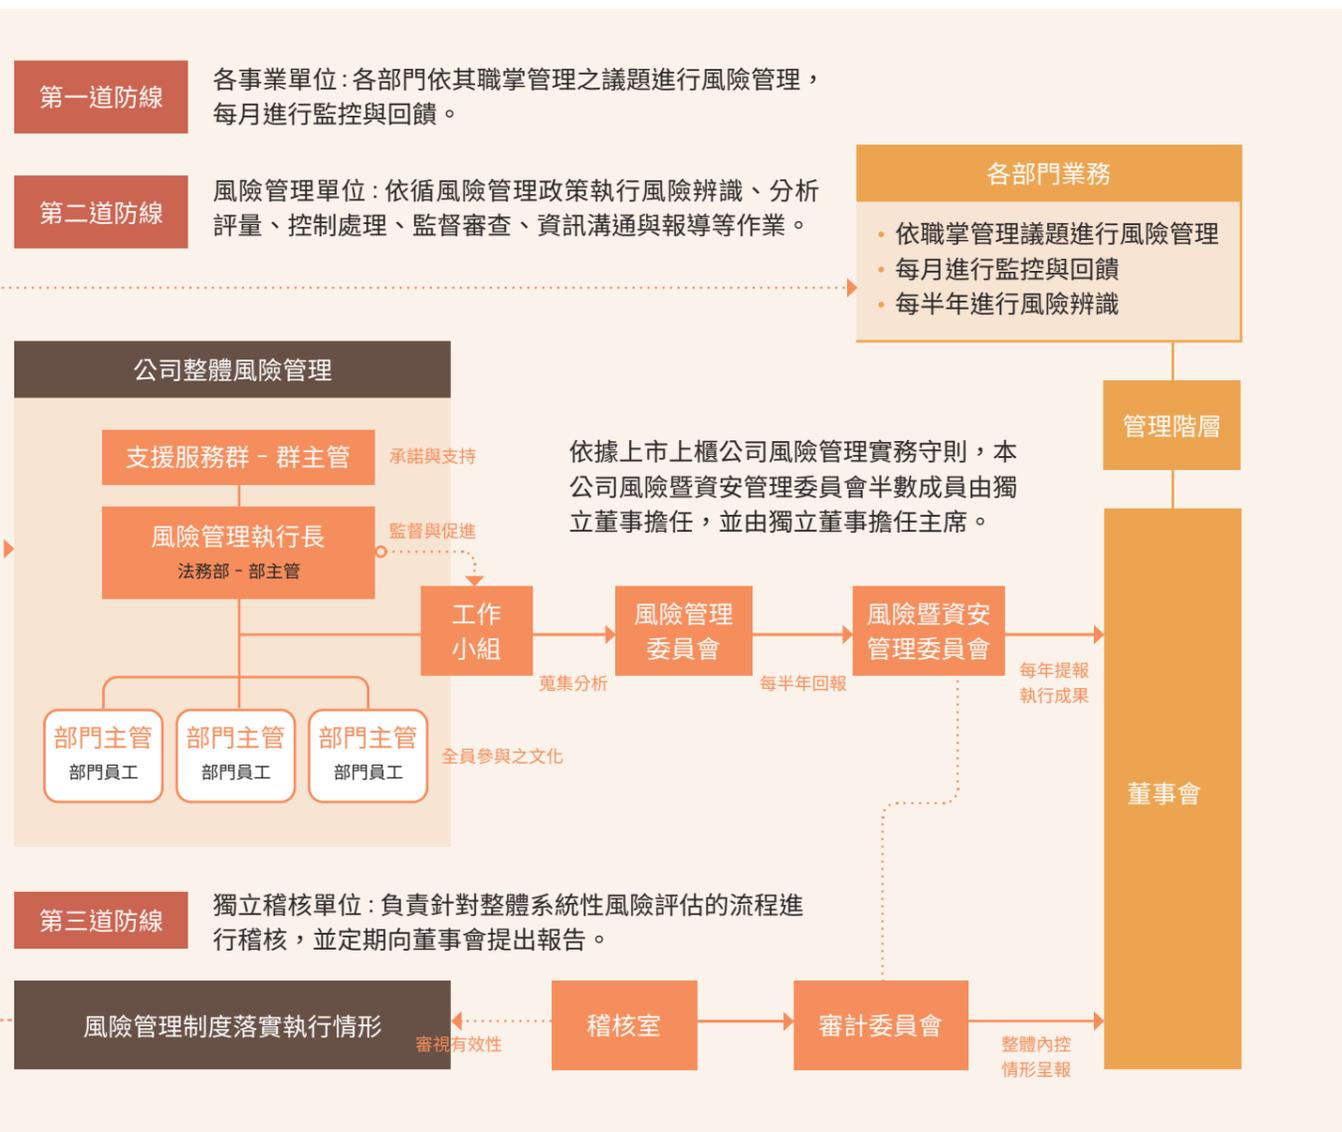 第一道防線
各事業單位:各部門依其職掌管理之議題進行風險管理，
每月進行監控與回饋。
第二道防線
風險管理單位:依循風險管理政策執行風險辨識、分析
評量、控制處理、監督審查、資訊溝通與報導等作業。
各部門業務
• 依職掌管理議題進行風險管理
• 每月進行監控與回饋
• 每半年進行風險辨識
管理階層
公司整體風險管理
支援服務群 - 群主管
承諾與支持
風險管理執行長
法務部 - 部主管
監督與促進
依據上市上櫃公司風險管理實務守則，本
公司風險暨資安管理委員會半數成員由獨
立董事擔任，並由獨立董事擔任主席。
工作
小組
蒐集分析
風險管理
委員會
每半年回報
風險暨資安
管理委員會
每年提報
執行成果
部門主管
部門員工
部門主管
部門員工
部門主管
部門員工
全員參與之文化
董事會
第三道防線
獨立稽核單位:負責針對整體系統性風險評估的流程進
行稽核，並定期向董事會提出報告。
風險管理制度落實執行情形
審視有效性
稽核室
審計委員會
整體內控
情形呈報